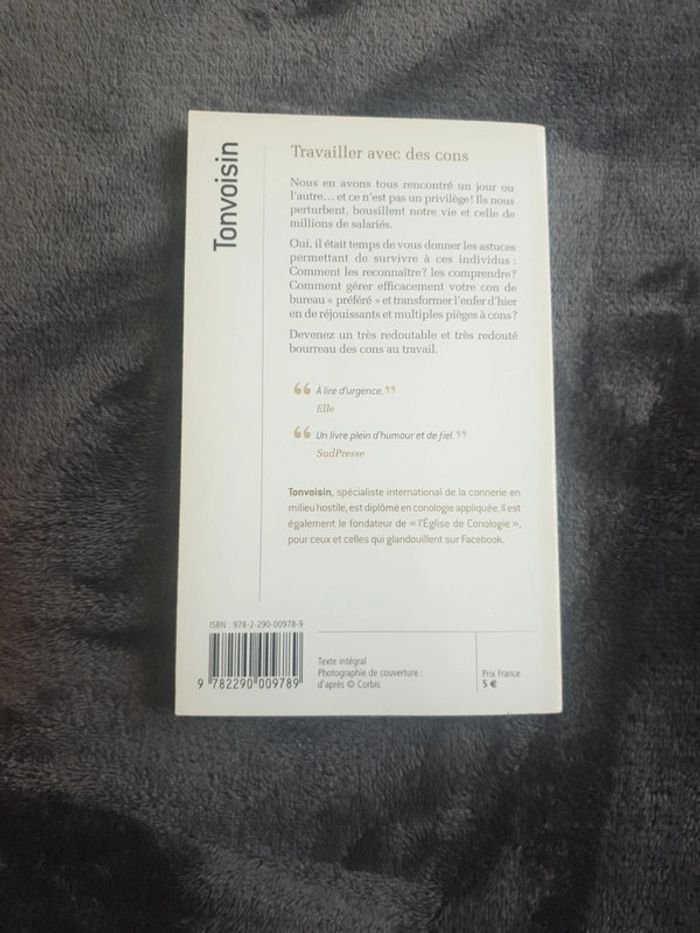 Tonvoisin
Travailler avec des cons
Nous en avons tous rencontré un jour ou
l'autre... et ce n'est pas un privilège ! Ils nous
perturbent, bousillent notre vie et celle de
millions de salariés.
Oui, il était temps de vous donner les astuces
permettant de survivre à ces individus :
Comment les reconnaître ? les comprendre ?
Comment gérer efficacement votre con de
bureau « préféré » et transformer l'enfer d'hier
en de réjouissants et multiples pièges à cons ?
Devenez un très redoutable et très redouté
bourreau des cons au travail.
“ À lire d'urgence. ”
Elle
“ Un livre plein d'humour et de fiel. ”
SudPresse
Tonvoisin, spécialiste international de la connerie en
milieu hostile, est diplômé en conologie appliquée. Il est
également le fondateur de « l'Église de Conologie »,
pour ceux et celles qui glandouillent sur Facebook.
ISBN : 978-2-290-00978-9
9 782290 009789
Texte intégral
Photographie de couverture :
d'après © Corbis
Prix France
5 €